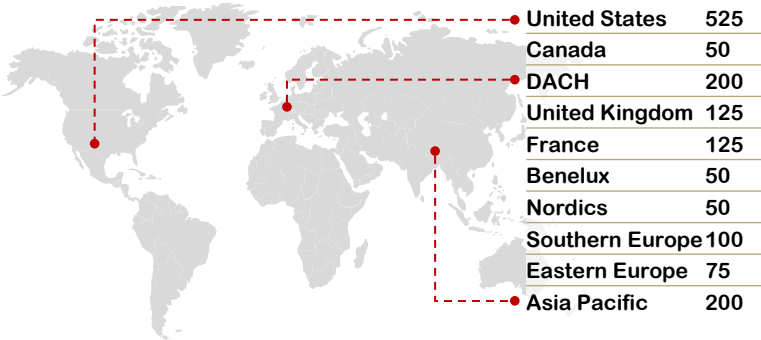 United States 525
Canada 50
DACH 200
United Kingdom 125
France 125
Benelux 50
Nordics 50
Southern Europe 100
Eastern Europe 75
Asia Pacific 200